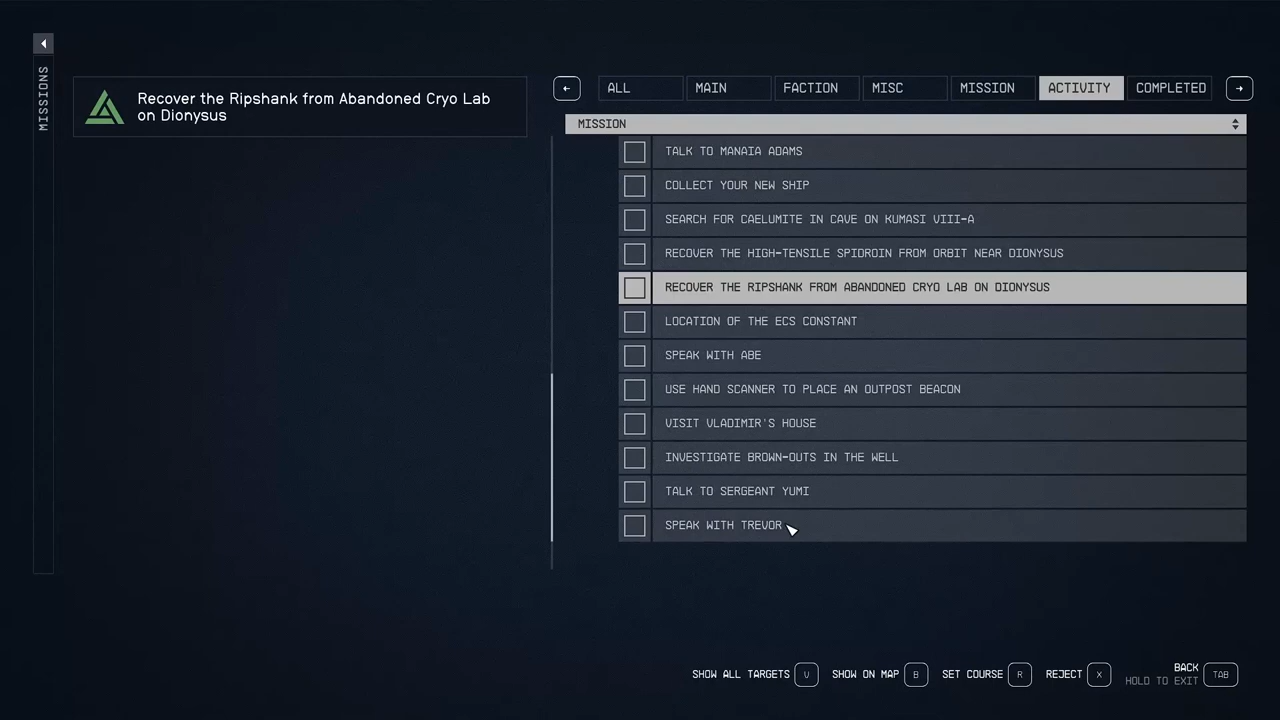 MISSIONS
Recover the Ripshank from Abandoned Cryo Lab
on Dionysus
ALL
MAIN
FACTION
MISC
MISSION
ACTIVITY
COMPLETED
MISSION
TALK TO MANAIA ADAMS
COLLECT YOUR NEW SHIP
SEARCH FOR CAELUMITE IN CAVE ON KUMASI VIII-A
RECOVER THE HIGH-TENSILE SPIDROIN FROM ORBIT NEAR DIONYSUS
RECOVER THE RIPSHANK FROM ABANDONED CRYO LAB ON DIONYSUS
LOCATION OF THE ECS CONSTANT
SPEAK WITH ABE
USE HAND SCANNER TO PLACE AN OUTPOST BEACON
VISIT VLADIMIR'S HOUSE
INVESTIGATE BROWN-OUTS IN THE WELL
TALK TO SERGEANT YUMI
SPEAK WITH TREVOR
SHOW ALL TARGETS V
SHOW ON MAP B
SET COURSE R
REJECT X
BACK
HOLD TO EXIT
TAB